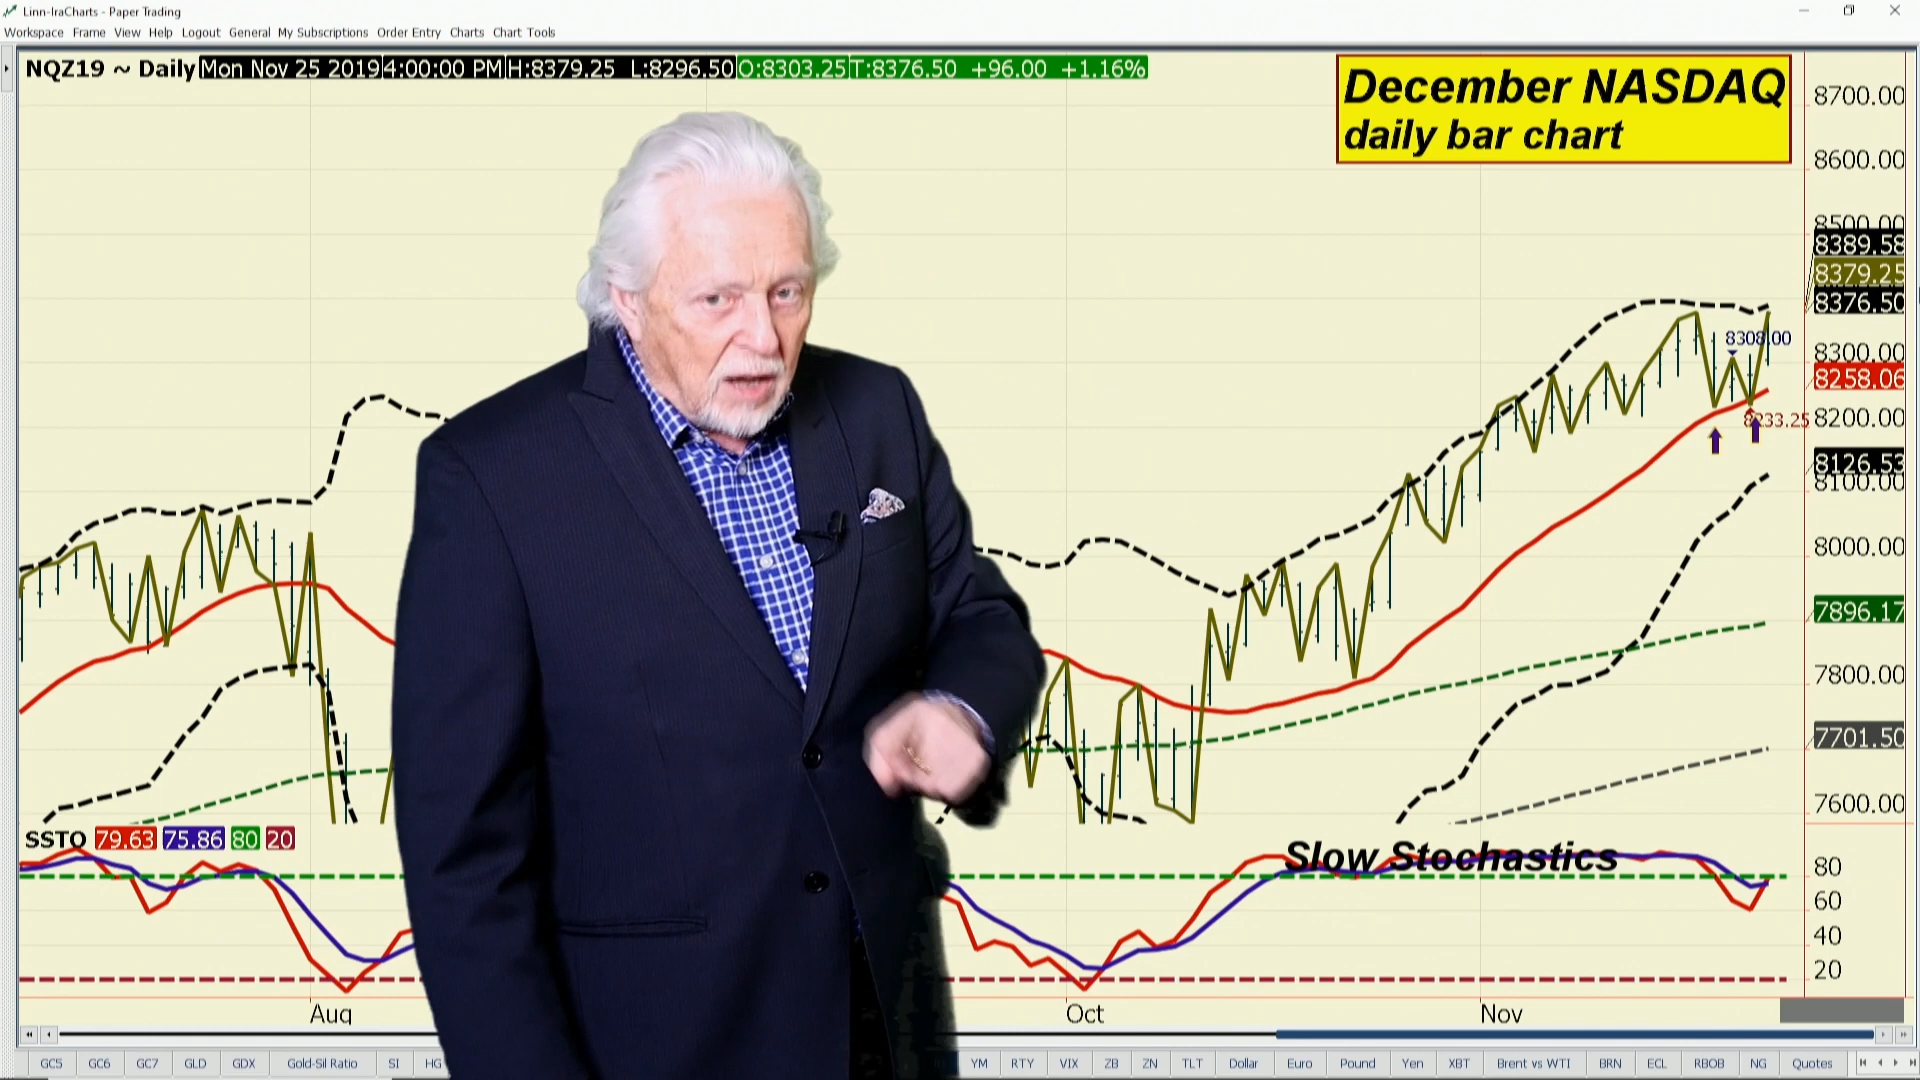 Linn-IraCharts - Paper Trading
Workspace Frame View Help Logout General My Subscriptions Order Entry Charts Chart Tools
NQZ19 ~ Daily Mon Nov 25 2019 4:00:00 PM H:8379.25 L:8296.50 O:8303.25 T:8376.50 +96.00 +1.16%
December NASDAQ
daily bar chart
8700.00
8600.00
8500.00
8389.58
8379.25
8376.50
8308.00
8300.00
8258.06
8233.25
8200.00
8126.53
8100.00
8000.00
7896.17
7800.00
7701.50
7600.00
SSTO 79.63 75.86 80 20
Slow Stochastics
80
60
40
20
Aug Oct Nov
GC5 GC6 GC7 GLD GDX Gold-Sil Ratio SI HG YM RTY VIX ZB ZN TLT Dollar Euro Pound Yen XBT Brent vs WTI BRN ECL RBOB NG Quotes